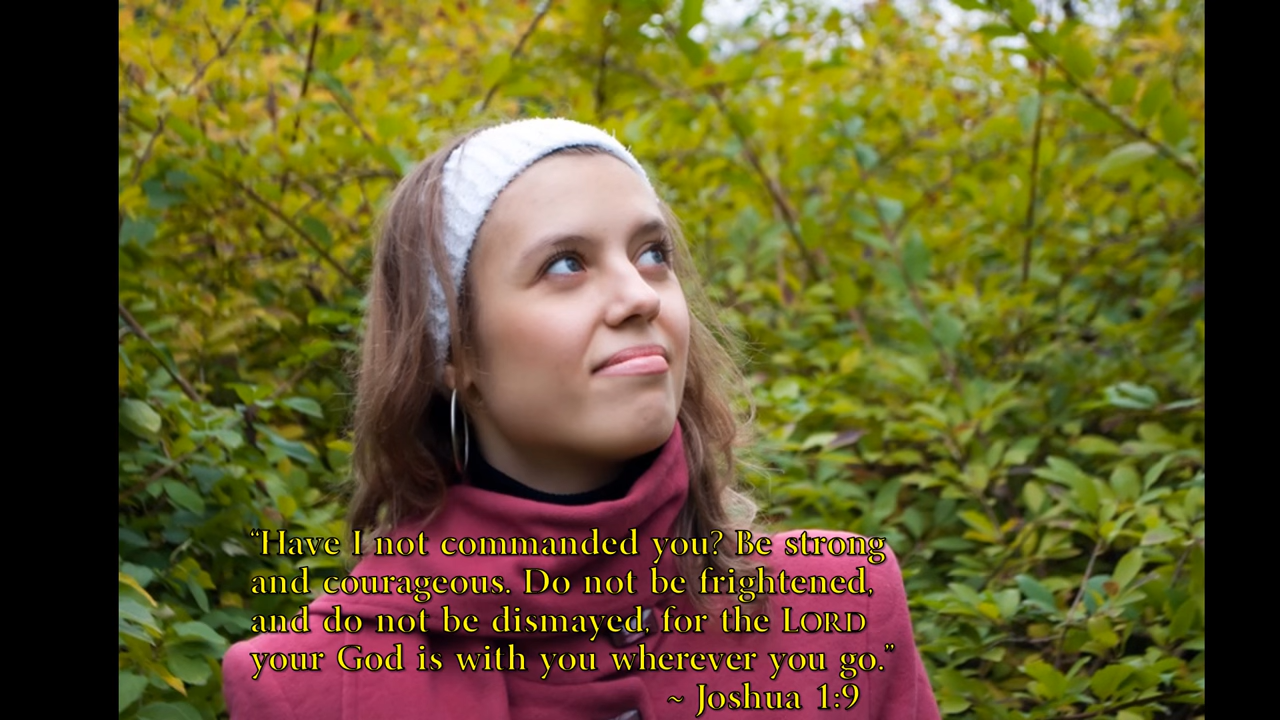 “Have I not commanded you? Be strong
and courageous. Do not be frightened,
and do not be dismayed, for the LORD
your God is with you wherever you go.”
~ Joshua 1:9